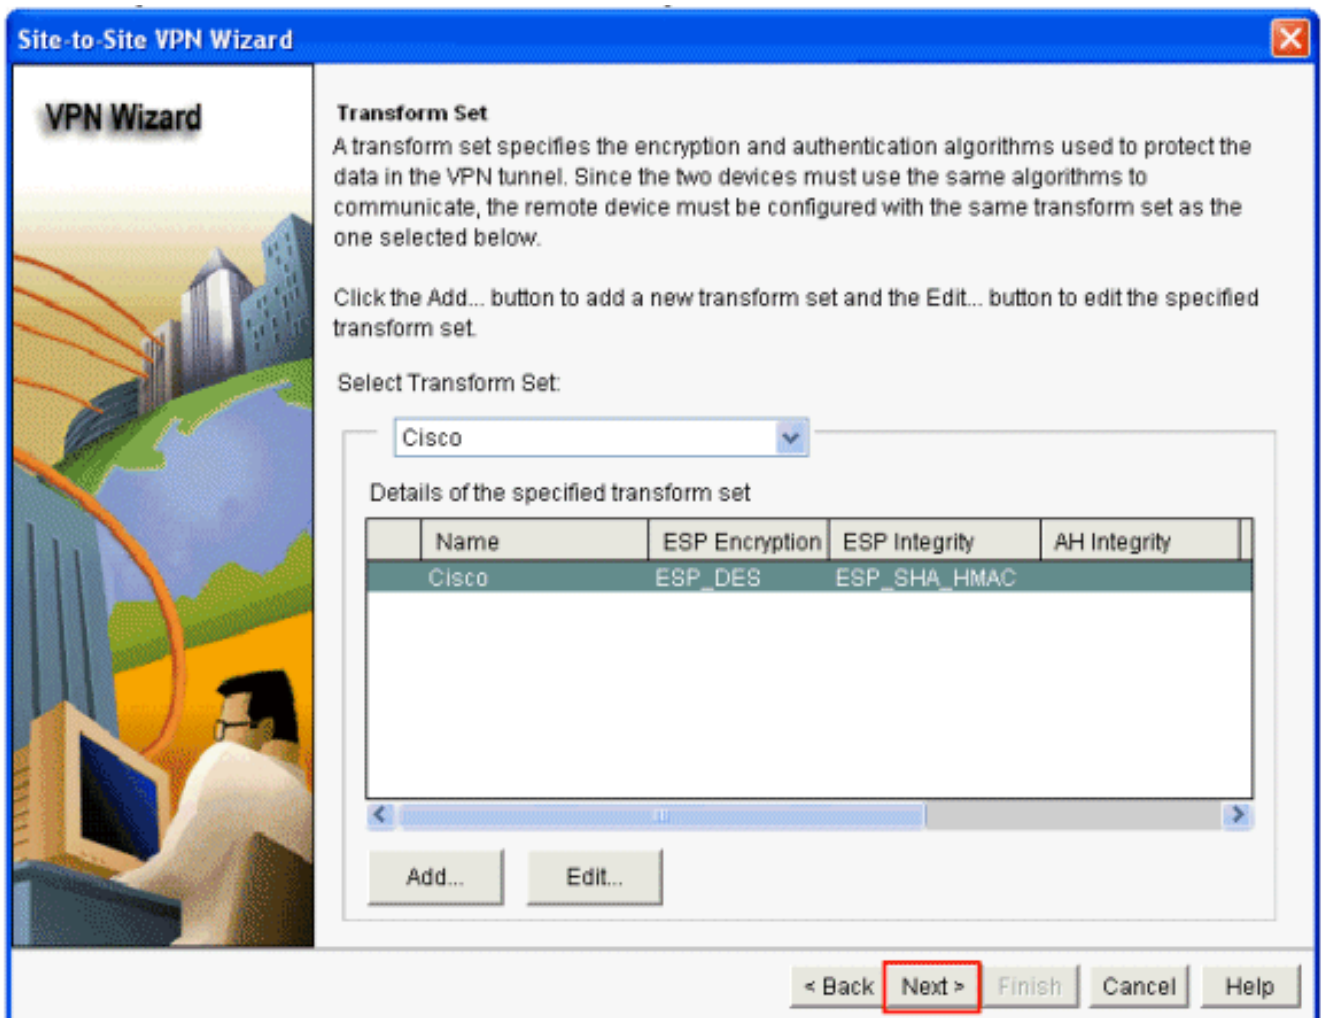 Site-to-Site VPN Wizard
VPN Wizard
Transform Set
A transform set specifies the encryption and authentication algorithms used to protect the
data in the VPN tunnel. Since the two devices must use the same algorithms to
communicate, the remote device must be configured with the same transform set as the
one selected below.
Click the Add... button to add a new transform set and the Edit... button to edit the specified
transform set.
Select Transform Set:
Cisco
Details of the specified transform set
Name ESP Encryption ESP Integrity AH Integrity
Cisco ESP_DES ESP_SHA_HMAC
Add... Edit...
< Back Next > Finish Cancel Help